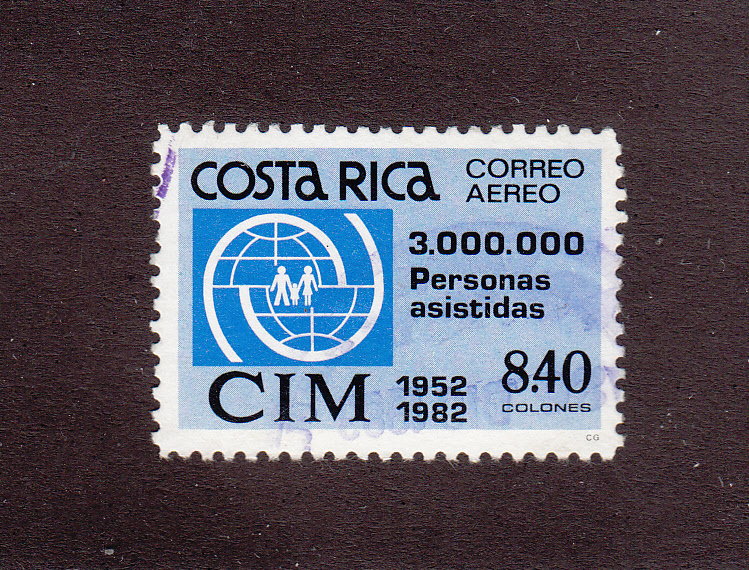 COSTA RICA
CORREO
AEREO
3.000.000
Personas
asistidas
CIM
1952
1982
8.40
COLONES
CG